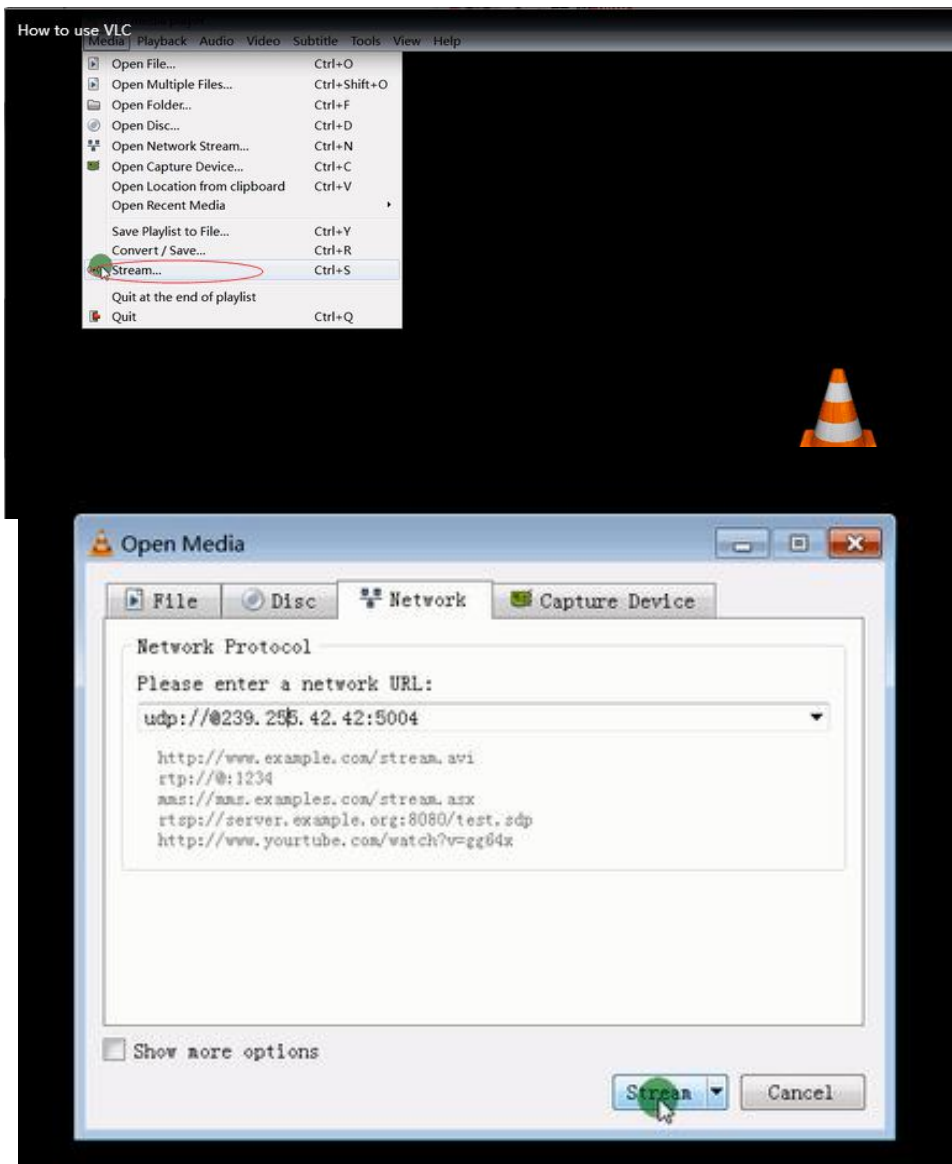 How to use VLC
Media Playback Audio Video Subtitle Tools View Help
Open File... Ctrl+O
Open Multiple Files... Ctrl+Shift+O
Open Folder... Ctrl+F
Open Disc... Ctrl+D
Open Network Stream... Ctrl+N
Open Capture Device... Ctrl+C
Open Location from clipboard Ctrl+V
Open Recent Media
Save Playlist to File... Ctrl+Y
Convert / Save... Ctrl+R
Stream... Ctrl+S
Quit at the end of playlist
Quit Ctrl+Q
Open Media
File Disc Network Capture Device
Network Protocol
Please enter a network URL:
udp://@239.255.42.42:5004
http://www.example.com/stream.avi
rtp://@:1234
mms://mms.examples.com/stream.asx
rtsp://server.example.org:8080/test.sdp
http://www.yourtube.com/watch?v=gg64x
Show more options
Stream Cancel